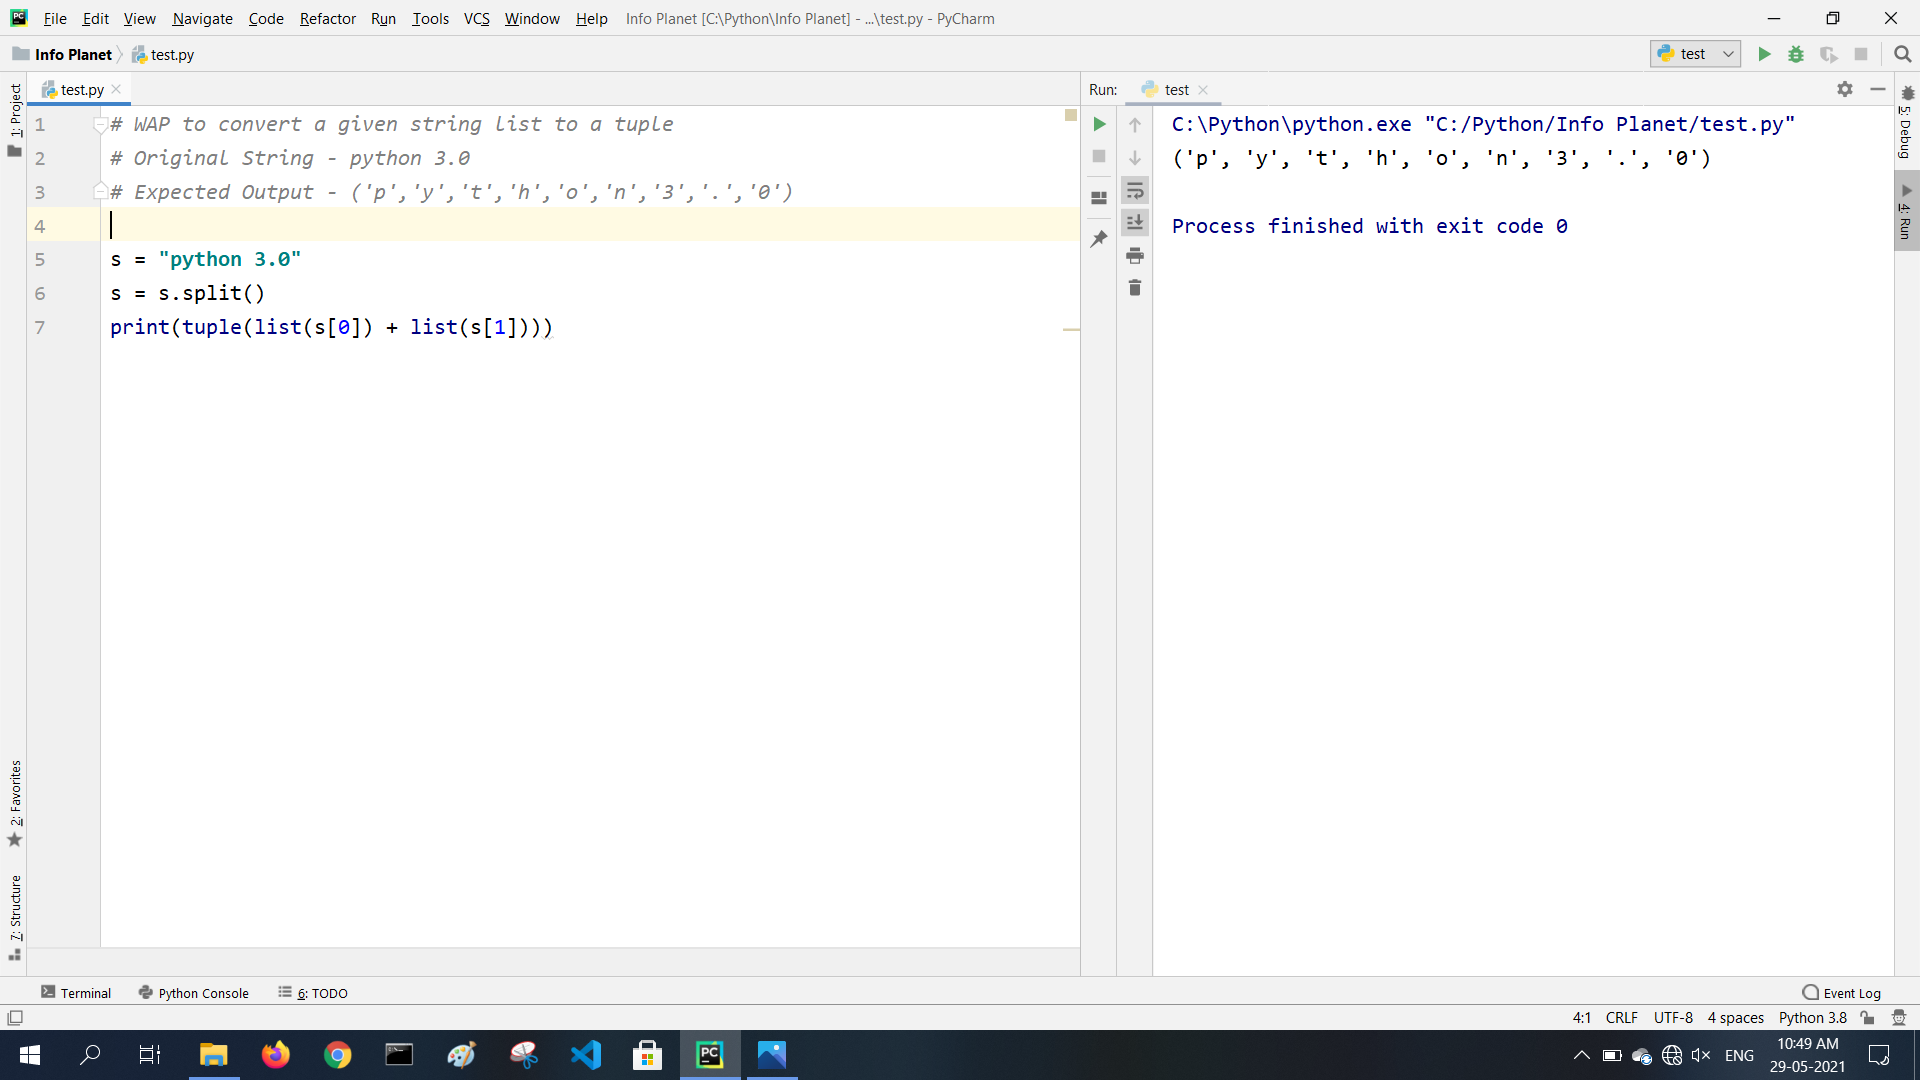 File Edit View Navigate Code Refactor Run Tools VCS Window Help Info Planet [C:\Python\Info Planet] - ...\test.py - PyCharm
Info Planet test.py
test
1: Project
test.py
Run: test
1 # WAP to convert a given string list to a tuple
2 # Original String - python 3.0
3 # Expected Output - ('p','y','t','h','o','n','3','.','0')
4
5 s = "python 3.0"
6 s = s.split()
7 print(tuple(list(s[0]) + list(s[1])))
C:\Python\python.exe "C:/Python/Info Planet/test.py"
('p', 'y', 't', 'h', 'o', 'n', '3', '.', '0')
Process finished with exit code 0
5: Debug
4: Run
2: Favorites
7: Structure
Terminal Python Console 6: TODO Event Log
4:1 CRLF UTF-8 4 spaces Python 3.8
PC
ENG
10:49 AM
29-05-2021